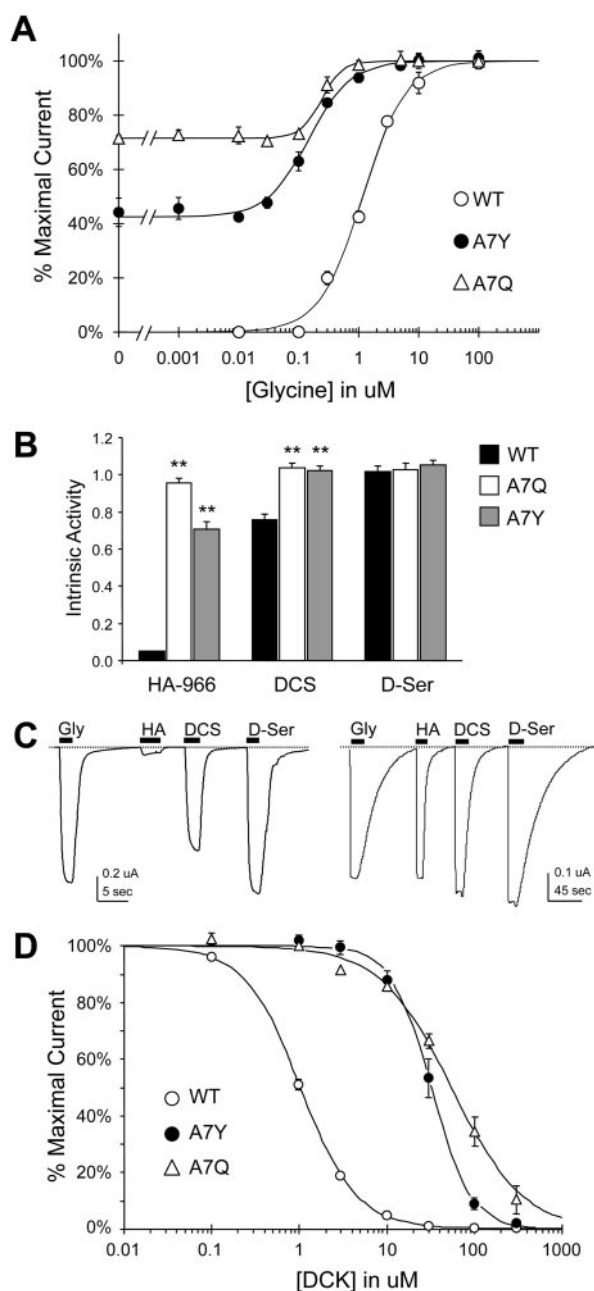 A
100%
80%
60%
40%
20%
0%
% Maximal Current
WT
A7Y
A7Q
0 0.001 0.01 0.1 1 10 100
[Glycine] in uM
B
1.2
1.0
0.8
0.6
0.4
0.2
0.0
Intrinsic Activity
** ** ** **
WT
A7Q
A7Y
HA-966 DCS D-Ser
C
Gly HA DCS D-Ser Gly HA DCS D-Ser
0.2 uA
5 sec
0.1 uA
45 sec
D
100%
80%
60%
40%
20%
0%
% Maximal Current
WT
A7Y
A7Q
0.01 0.1 1 10 100 1000
[DCK] in uM